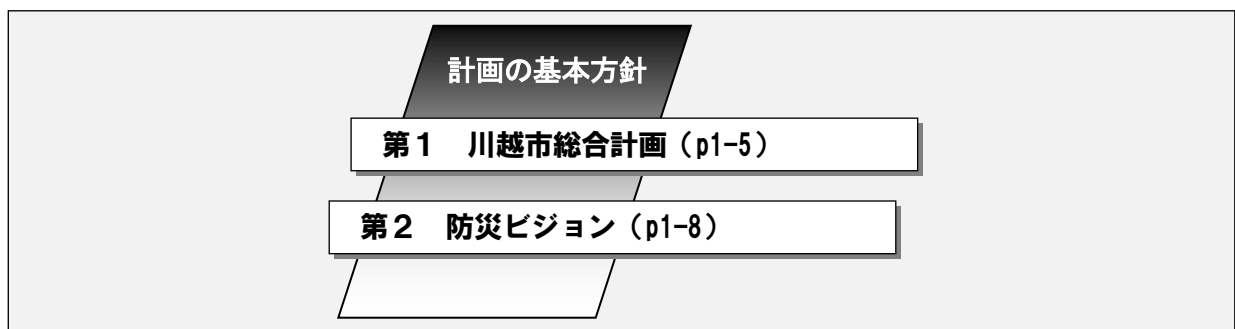 計画の基本方針
第１　川越市総合計画（p1-5）
第２　防災ビジョン（p1-8）